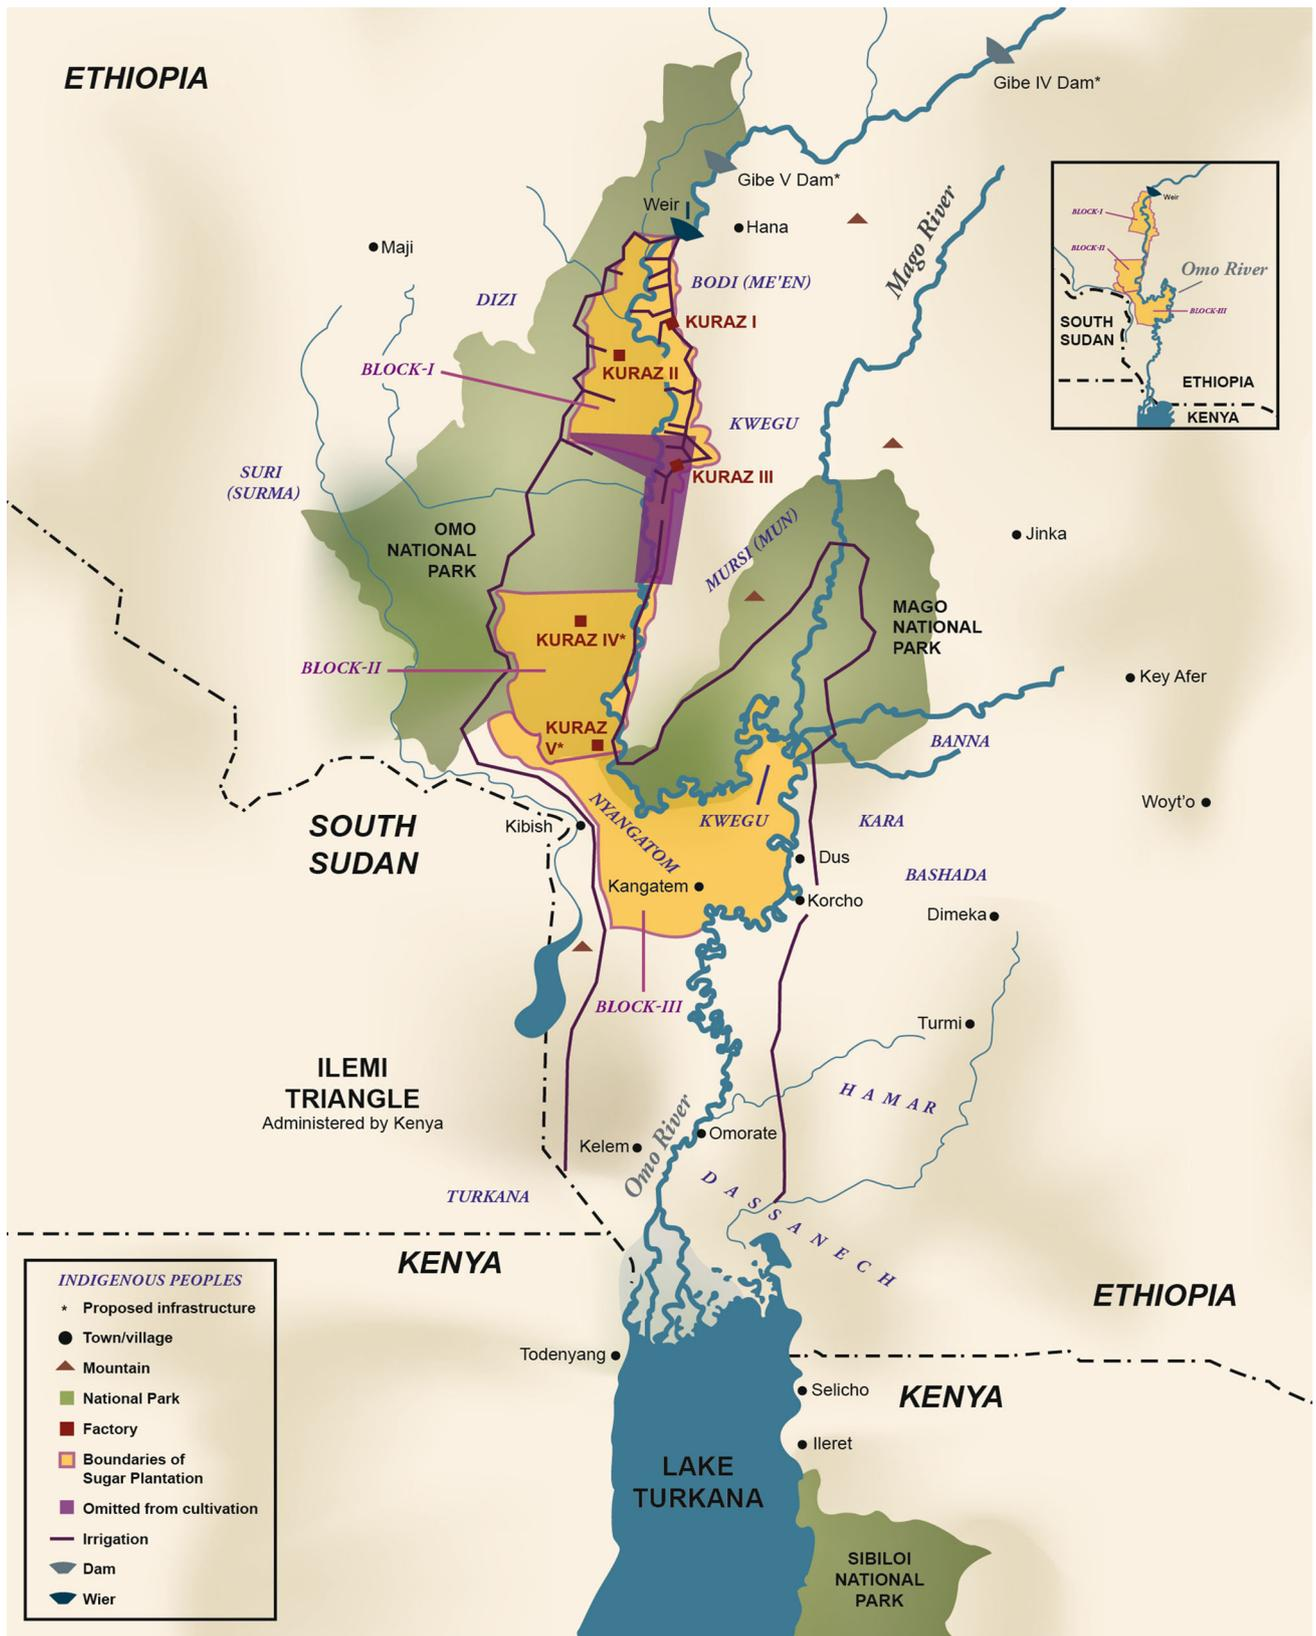 ETHIOPIA
Gibe IV Dam*
Gibe V Dam*
Weir
Hana
Maji
Mago River
BODI (ME'EN)
DIZI
KURAZ I
KURAZ II
BLOCK-I
KWEGU
KURAZ III
SURI
(SURMA)
OMO
NATIONAL
PARK
MURSI (MUN)
Jinka
MAGO
NATIONAL
PARK
KURAZ IV*
BLOCK-II
Key Afer
KURAZ
V*
BANNA
Woyt'o
NYANGATOM
KWEGU
KARA
SOUTH
SUDAN
Kibish
Dus
Kangatem
BASHADA
Korcho
Dimeka
BLOCK-III
Turmi
ILEMI
TRIANGLE
Administered by Kenya
HAMAR
Omo River
Omorate
Kelem
DASSANECH
TURKANA
KENYA
ETHIOPIA
Todenyang
Selicho
KENYA
Ileret
LAKE
TURKANA
SIBILOI
NATIONAL
PARK
Weir
BLOCK-I
BLOCK-II
Omo River
BLOCK-III
SOUTH
SUDAN
ETHIOPIA
KENYA
INDIGENOUS PEOPLES
* Proposed infrastructure
Town/village
Mountain
National Park
Factory
Boundaries of
Sugar Plantation
Omitted from cultivation
Irrigation
Dam
Wier